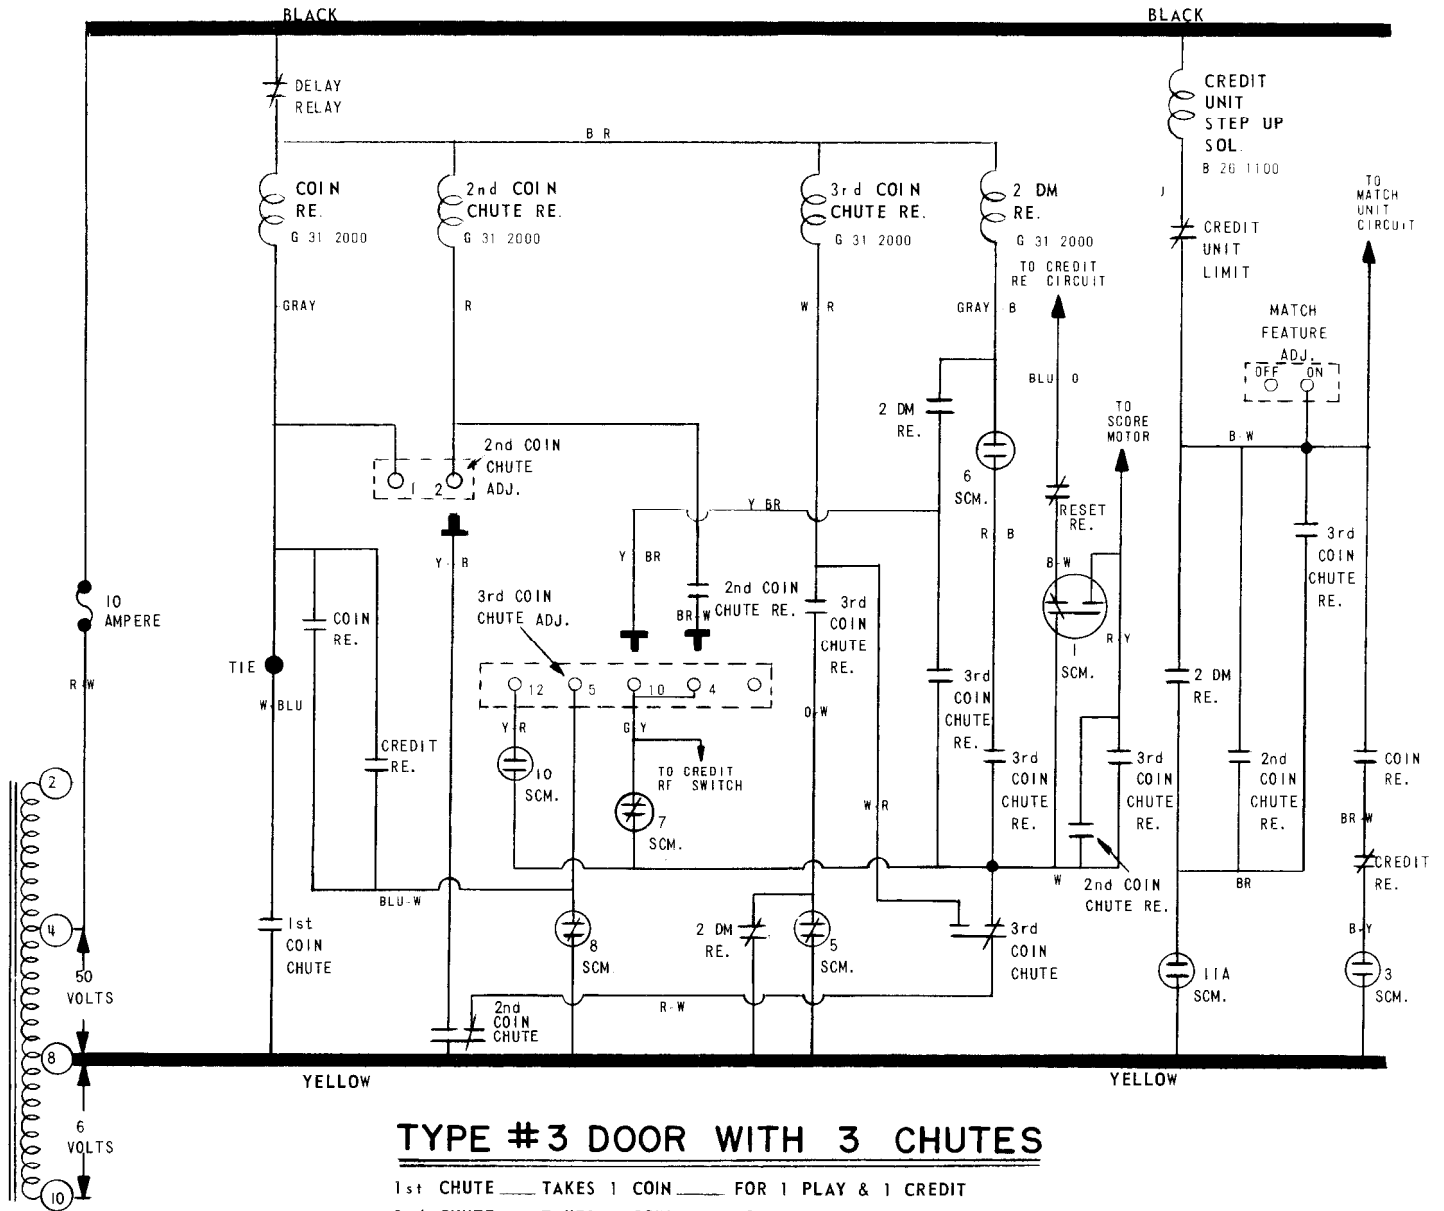 BLACK
BLACK
DELAY
RELAY
B R
CREDIT
UNIT
STEP UP
SOL.
B 26 1100
COIN
RE.
G 31 2000
2nd COIN
CHUTE RE.
G 31 2000
3rd COIN
CHUTE RE.
G 31 2000
2 DM
RE.
G 31 2000
J
TO
MATCH
UNIT
CIRCUIT
CREDIT
UNIT
LIMIT
TO CREDIT
RE CIRCUIT
GRAY
R
W R
GRAY B
MATCH
FEATURE
ADJ.
OFF ON
BLU O
2 DM
RE.
TO
SCORE
MOTOR
B-W
2nd COIN
CHUTE
ADJ.
1 2
6
SCM.
Y BR
RESET
RE.
Y-R
Y BR
R B
B-W
3rd
COIN
CHUTE
RE.
10
AMPERE
COIN
RE.
3rd COIN
CHUTE ADJ.
2nd COIN
CHUTE RE.
BR-W
3rd
COIN
CHUTE
RE.
R-Y
1
SCM.
TIE
R-W
W-BLU
12 5 10 4
3rd
COIN
CHUTE
RE.
2 DM
RE.
Y-R
G-Y
O-W
CREDIT
RE.
10
SCM.
TO CREDIT
RE SWITCH
3rd
COIN
CHUTE
RE.
3rd
COIN
CHUTE
RE.
2nd
COIN
CHUTE
RE.
COIN
RE.
2
7
SCM.
W-R
BR-W
CREDIT
RE.
BLU-W
W
2nd COIN
CHUTE RE.
BR
1st
COIN
CHUTE
8
SCM.
2 DM
RE.
5
SCM.
3rd
COIN
CHUTE
B-Y
4
50
VOLTS
11A
SCM.
3
SCM.
2nd
COIN
CHUTE
R-W
8
YELLOW
YELLOW
6
VOLTS
10
TYPE #3 DOOR WITH 3 CHUTES
1st CHUTE ___ TAKES 1 COIN ____ FOR 1 PLAY & 1 CREDIT